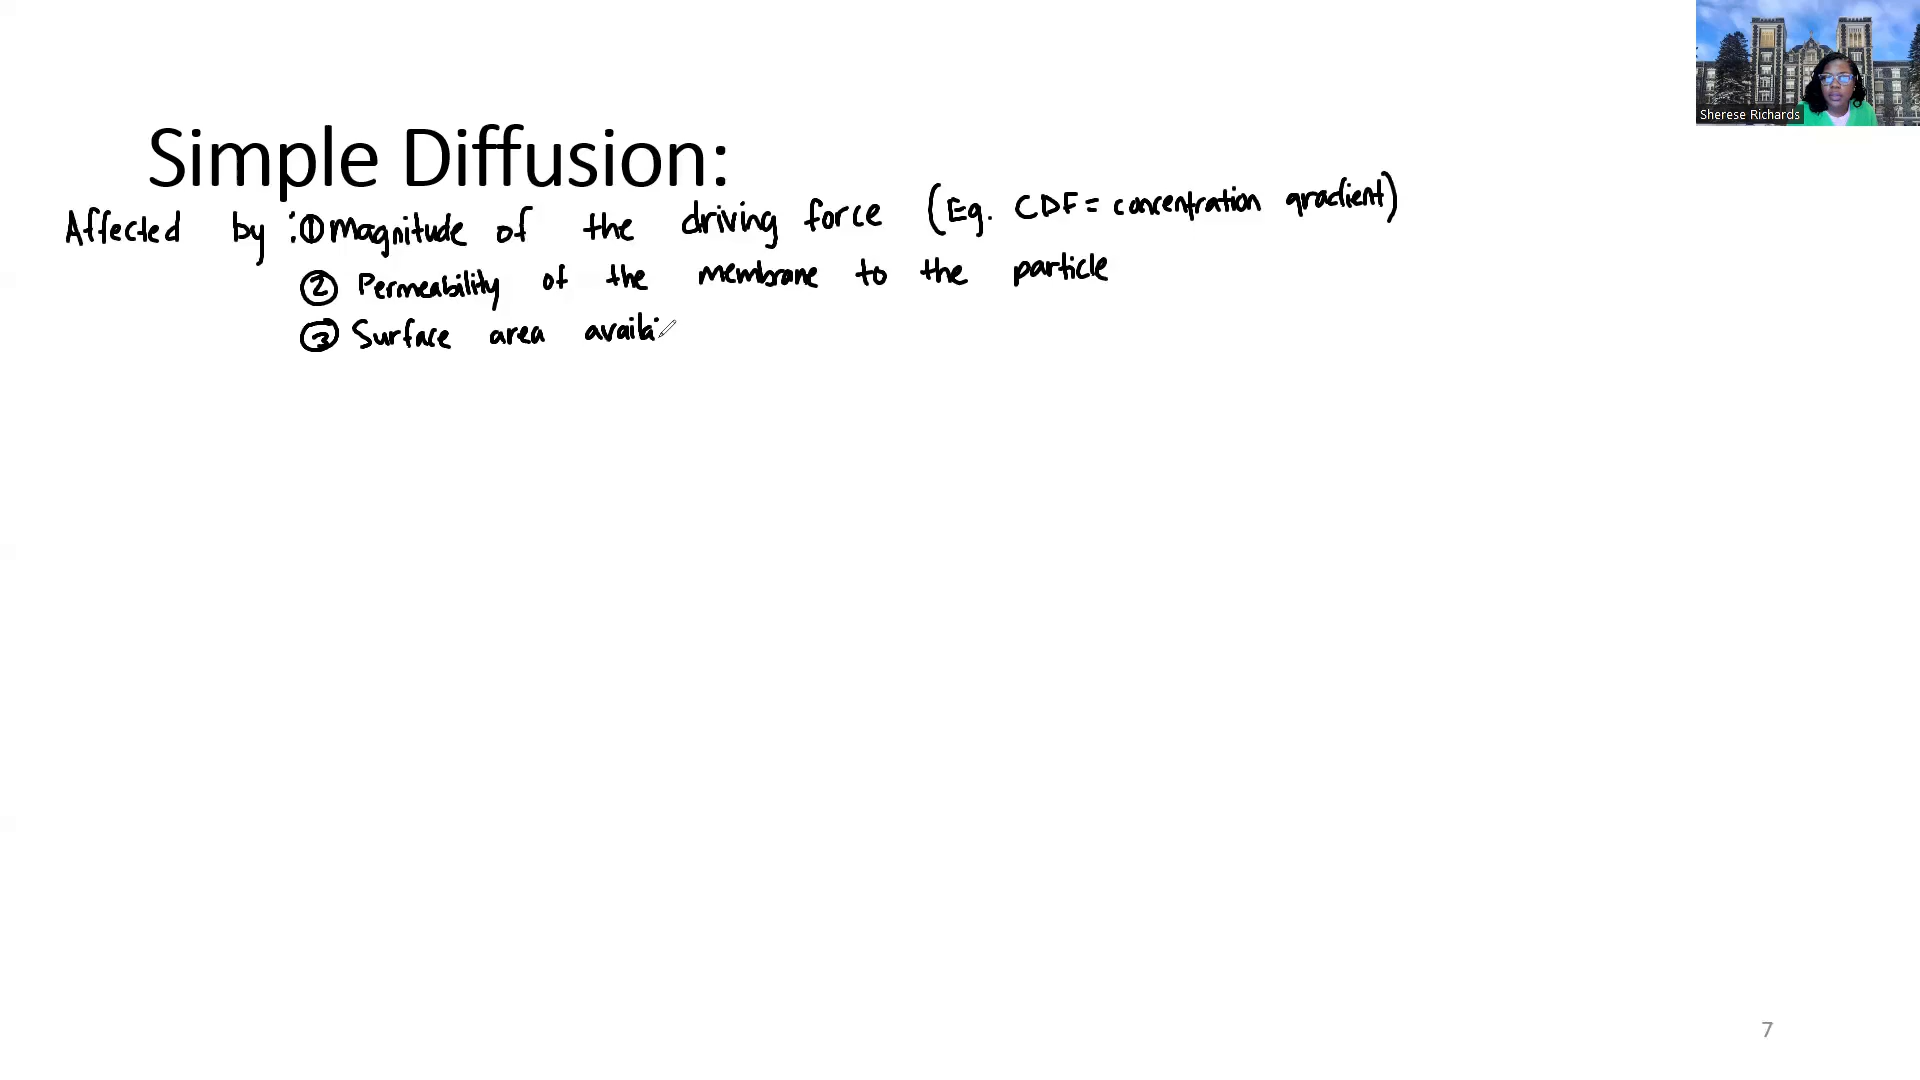 Sherese Richards
Simple Diffusion:
Affected by : ① Magnitude of the driving force (Eg. CDF = concentration gradient)
② Permeability of the membrane to the particle
③ Surface area availa
7